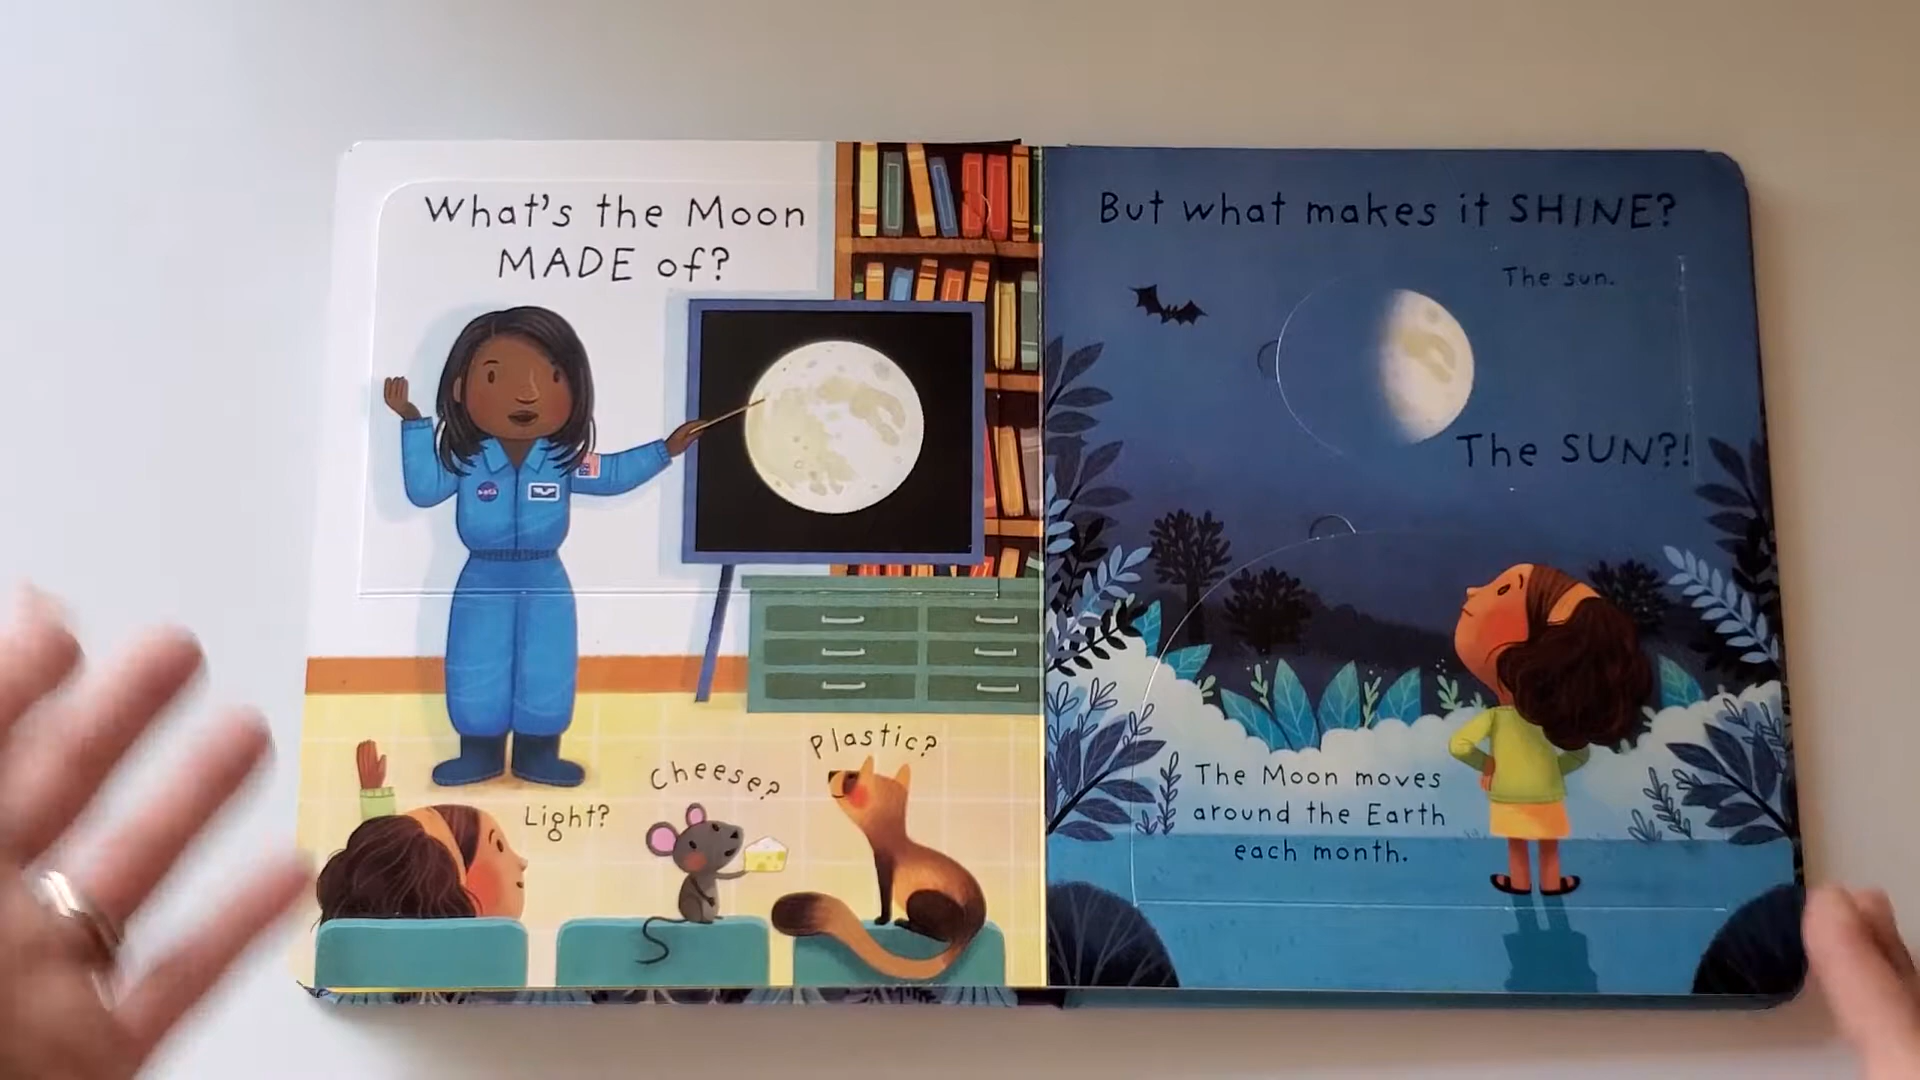 What's the Moon
MADE of?
Light?
Cheese?
Plastic?
But what makes it SHINE?
The sun.
The SUN?!
The Moon moves
around the Earth
each month.
NASA